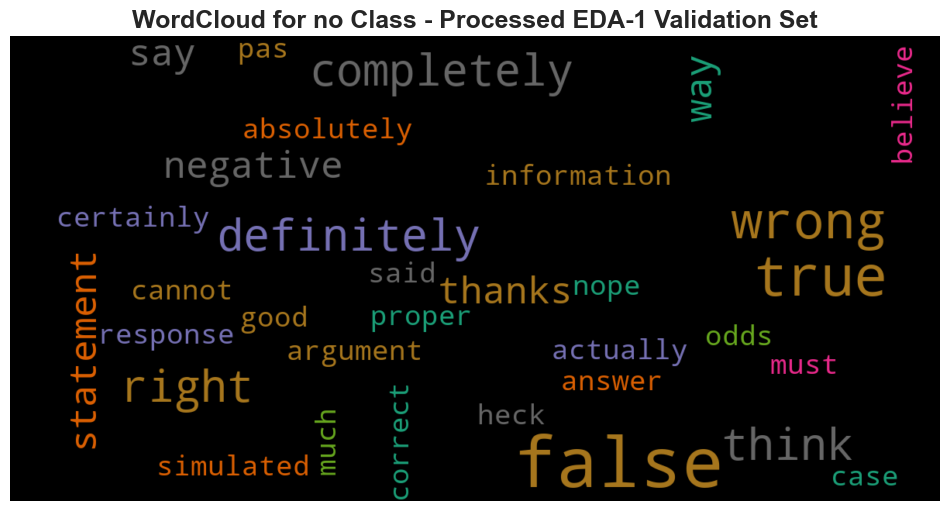 WordCloud for no Class - Processed EDA-1 Validation Set
say
pas
completely
way
believe
absolutely
negative
information
certainly
definitely
wrong
true
statement
said
cannot
thanks
nope
good
proper
response
argument
actually
odds
must
right
answer
heck
much
correct
simulated
false
think
case